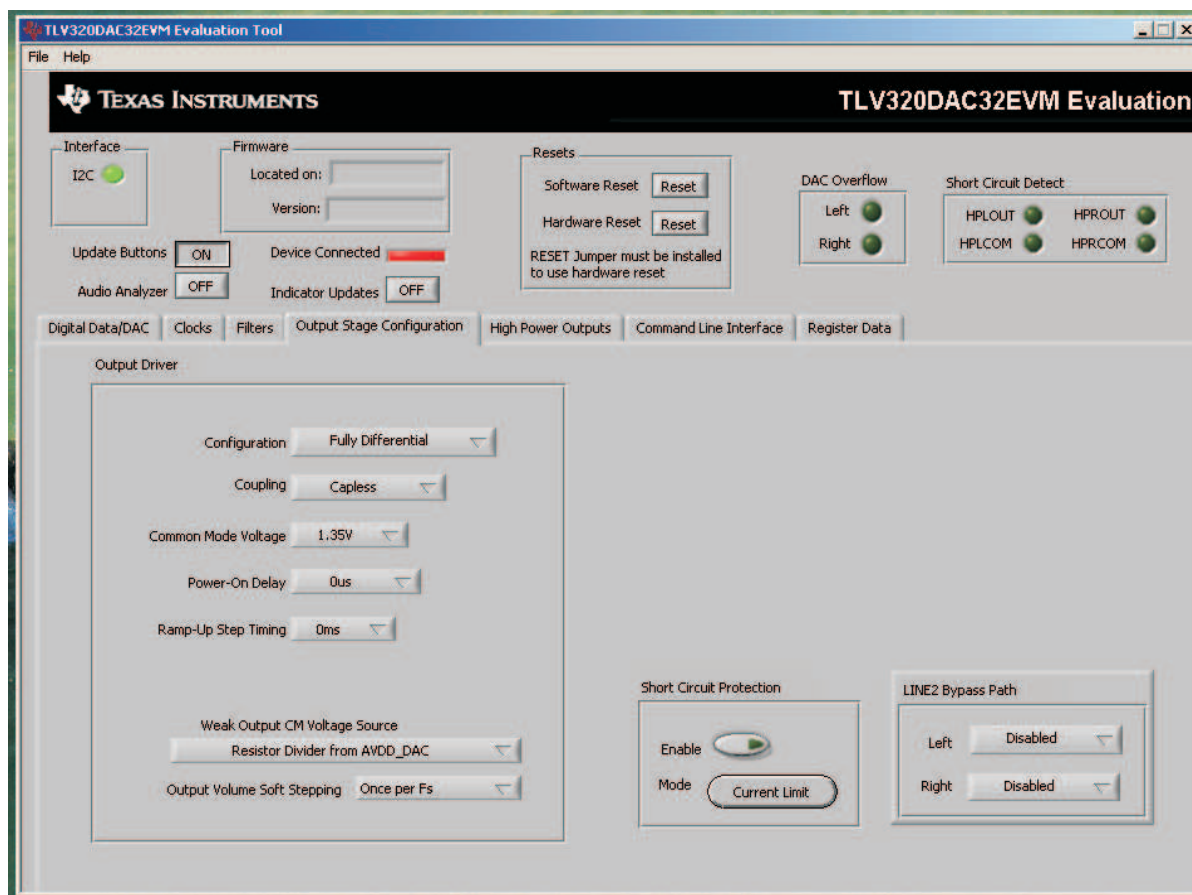 TLV320DAC32EVM Evaluation Tool
File Help
TEXAS INSTRUMENTS
TLV320DAC32EVM Evaluation
Interface
I2C
Firmware
Located on:
Version:
Resets
Software Reset Reset
Hardware Reset Reset
RESET Jumper must be installed
to use hardware reset
DAC Overflow
Left
Right
Short Circuit Detect
HPLOUT HPROUT
HPLCOM HPRCOM
Update Buttons ON
Device Connected
Audio Analyzer OFF
Indicator Updates OFF
Digital Data/DAC Clocks Filters Output Stage Configuration High Power Outputs Command Line Interface Register Data
Output Driver
Configuration Fully Differential
Coupling Capless
Common Mode Voltage 1.35V
Power-On Delay 0us
Ramp-Up Step Timing 0ms
Weak Output CM Voltage Source
Resistor Divider from AVDD_DAC
Output Volume Soft Stepping Once per Fs
Short Circuit Protection
Enable
Mode Current Limit
LINE2 Bypass Path
Left Disabled
Right Disabled